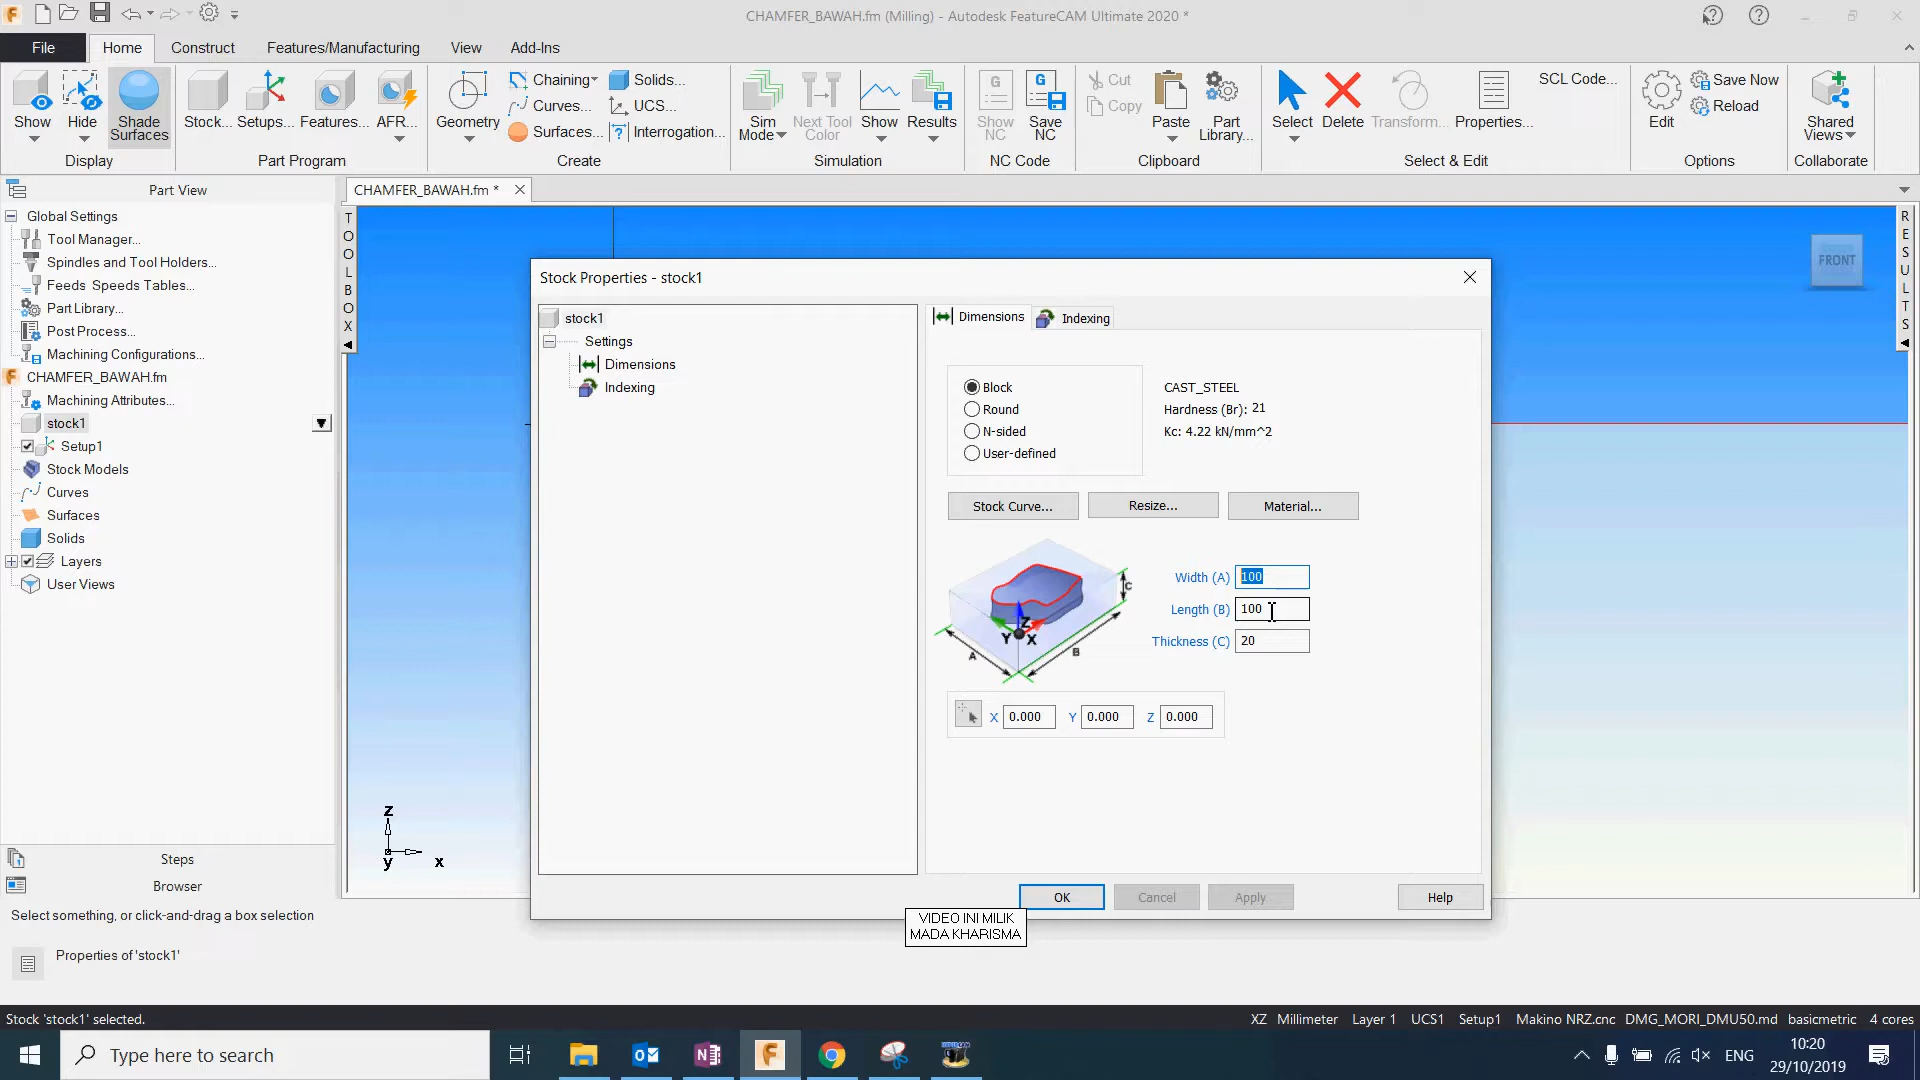 CHAMFER_BAWAH.fm (Milling) - Autodesk FeatureCAM Ultimate 2020 *
File Home Construct Features/Manufacturing View Add-Ins
Show
Hide
Shade
Surfaces
Display
Stock...
Setups...
Features...
AFR...
Part Program
Geometry
Chaining
Curves...
Surfaces...
Solids...
UCS...
Interrogation...
Create
Sim
Mode
Next Tool
Color
Show
Results
Simulation
Show
NC
Save
NC
NC Code
Cut
Copy
Paste
Part
Library...
Clipboard
Select
Delete
Transform...
Properties...
SCL Code...
Select & Edit
Edit
Save Now
Reload
Options
Shared
Views
Collaborate
Part View
Global Settings
Tool Manager...
Spindles and Tool Holders...
Feeds Speeds Tables...
Part Library...
Post Process...
Machining Configurations...
CHAMFER_BAWAH.fm
Machining Attributes...
stock1
Setup1
Stock Models
Curves
Surfaces
Solids
Layers
User Views
Steps
Browser
CHAMFER_BAWAH.fm *
TOOLBOX
RESULTS
FRONT
z
y x
Stock Properties - stock1
stock1
Settings
Dimensions
Indexing
Dimensions Indexing
Block
Round
N-sided
User-defined
CAST_STEEL
Hardness (Br): 21
Kc: 4.22 kN/mm^2
Stock Curve... Resize... Material...
Z
Y X
A B C
Width (A) 100
Length (B) 100
Thickness (C) 20
X 0.000 Y 0.000 Z 0.000
OK Cancel Apply Help
VIDEO INI MILIK
MADA KHARISMA
Select something, or click-and-drag a box selection
Properties of 'stock1'
Stock 'stock1' selected.
XZ Millimeter Layer 1 UCS1 Setup1 Makino NRZ.cnc DMG_MORI_DMU50.md basicmetric 4 cores
Type here to search
ENG
10:20
29/10/2019